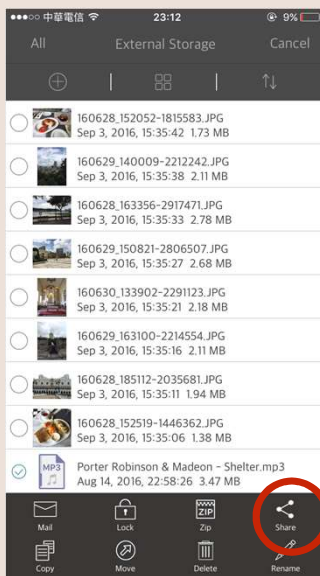 中華電信 23:12 9%
All External Storage Cancel
160628_152052-1815583.JPG
Sep 3, 2016, 15:35:42 1.73 MB
160629_140009-2212242.JPG
Sep 3, 2016, 15:35:38 2.11 MB
160628_163356-2917471.JPG
Sep 3, 2016, 15:35:33 2.78 MB
160629_150821-2806507.JPG
Sep 3, 2016, 15:35:27 2.68 MB
160630_133902-2291123.JPG
Sep 3, 2016, 15:35:21 2.18 MB
160629_163100-2214554.JPG
Sep 3, 2016, 15:35:16 2.11 MB
160628_185112-2035681.JPG
Sep 3, 2016, 15:35:11 1.94 MB
160628_152519-1446362.JPG
Sep 3, 2016, 15:35:06 1.38 MB
MP3 Porter Robinson & Madeon - Shelter.mp3
Aug 14, 2016, 22:58:26 3.47 MB
ZIP
Mail Lock Zip Share
Copy Move Delete Rename